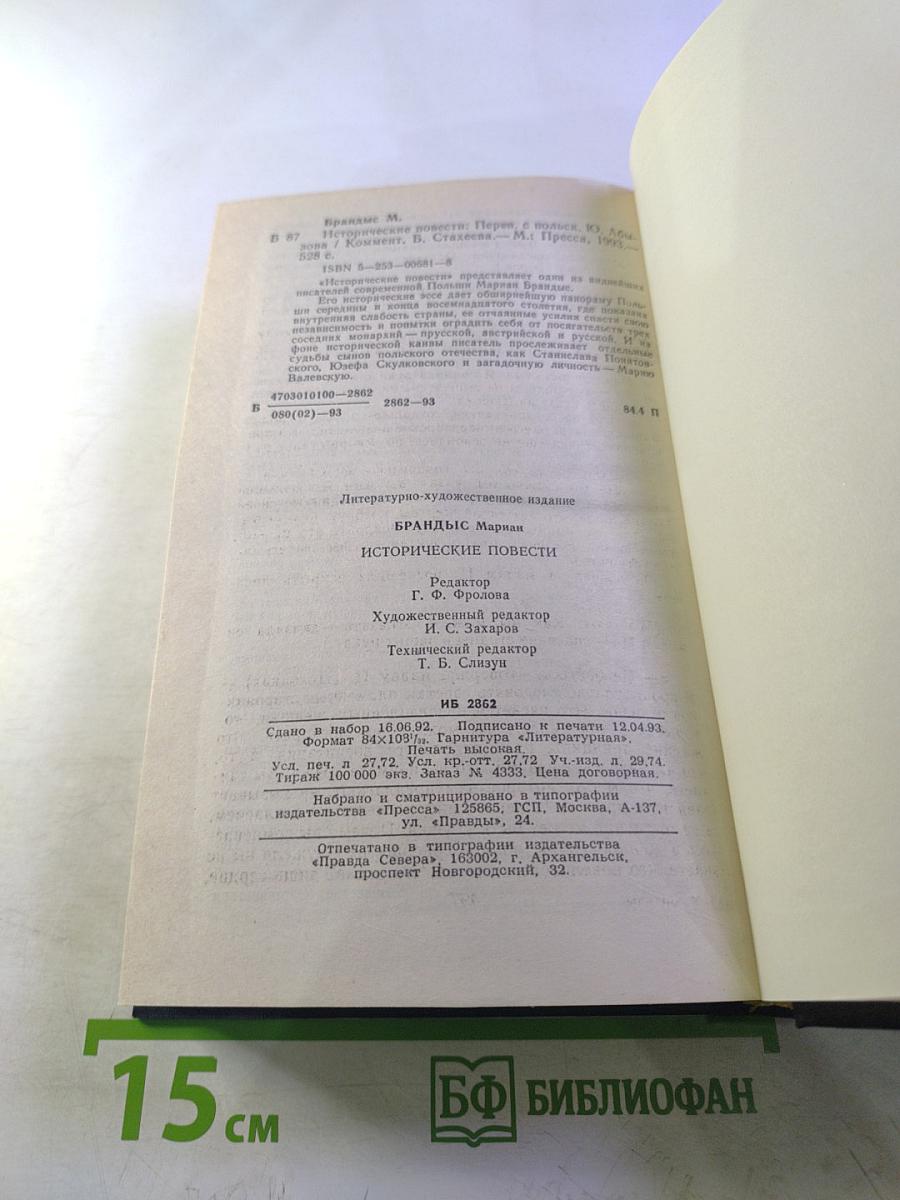 Брандыс М.
Б 87 Исторические повести: Перев. с польск. Ю. Абы-
зова / Коммент. Б. Стахеева.— М.: Пресса, 1993.—
528 с.
ISBN 5—253—00681—8
«Исторические повести» представляет один из виднейших
писателей современной Польши Мариан Брандыс.
Его исторические эссе дает обширнейшую панораму Поль-
ши середины и конца восемнадцатого столетия, где показана
внутренняя слабость страны, ее отчаянные усилия спасти свою
независимость и попытки оградить себя от посягательств трех
соседних монархий — прусской, австрийской и русской. И на
фоне исторической канвы писатель прослеживает отдельные
судьбы сынов польского отечества, как Станислава Понятов-
ского, Юзефа Скулковского и загадочную личность — Марию
Валевскую.
Б 4703010100—2862 2862—93 84.4 П
080(02)—93
Литературно-художественное издание
БРАНДЫС Мариан
ИСТОРИЧЕСКИЕ ПОВЕСТИ
Редактор
Г. Ф. Фролова
Художественный редактор
И. С. Захаров
Технический редактор
Т. Б. Слизун
ИБ 2862
Сдано в набор 16.06.92. Подписано к печати 12.04.93.
Формат 84×108¹/₃₂. Гарнитура «Литературная».
Печать высокая.
Усл. печ. л 27,72. Усл. кр.-отт. 27,72 Уч.-изд. л. 29,74.
Тираж 100 000 экз. Заказ № 4333. Цена договорная.
Набрано и сматрицировано в типографии
издательства «Пресса» 125865, ГСП, Москва, А-137,
ул. «Правды», 24.
Отпечатано в типографии издательства
«Правда Севера», 163002, г. Архангельск,
проспект Новгородский, 32.
15 см
БФ БИБЛИОФАН